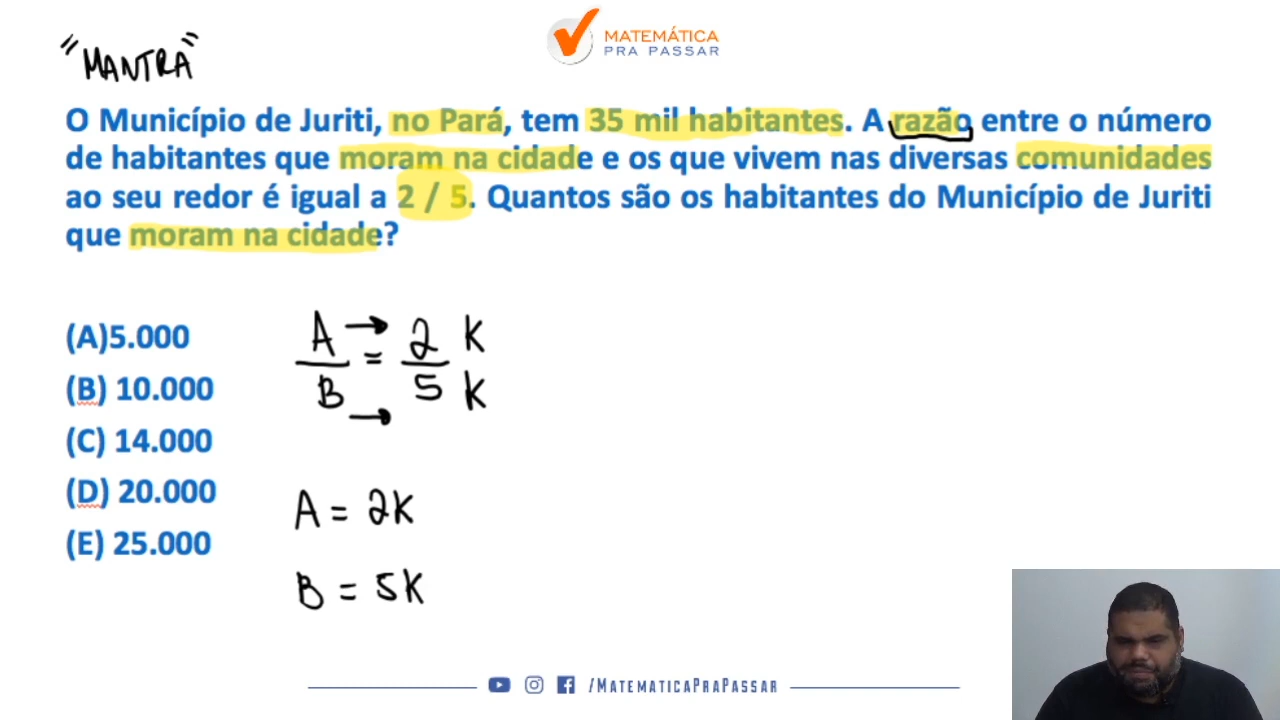 "MANTRA"
MATEMÁTICA
PRA PASSAR
O Município de Juriti, no Pará, tem 35 mil habitantes. A razão entre o número
de habitantes que moram na cidade e os que vivem nas diversas comunidades
ao seu redor é igual a 2 / 5. Quantos são os habitantes do Município de Juriti
que moram na cidade?
(A)5.000
(B) 10.000
(C) 14.000
(D) 20.000
(E) 25.000
A → = 2 K
B → 5 K
A = 2K
B = 5K
/MATEMATICAPRAPASSAR